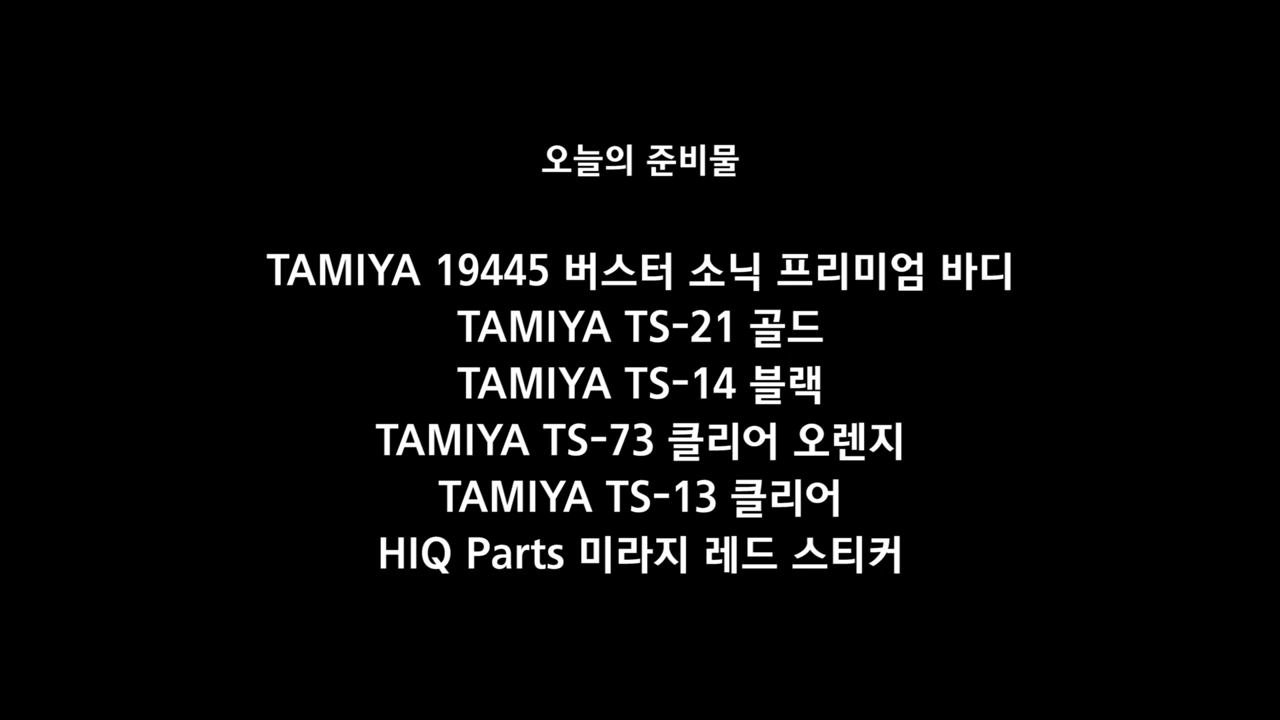 오늘의 준비물
TAMIYA 19445 버스터 소닉 프리미엄 바디
TAMIYA TS-21 골드
TAMIYA TS-14 블랙
TAMIYA TS-73 클리어 오렌지
TAMIYA TS-13 클리어
HIQ Parts 미라지 레드 스티커